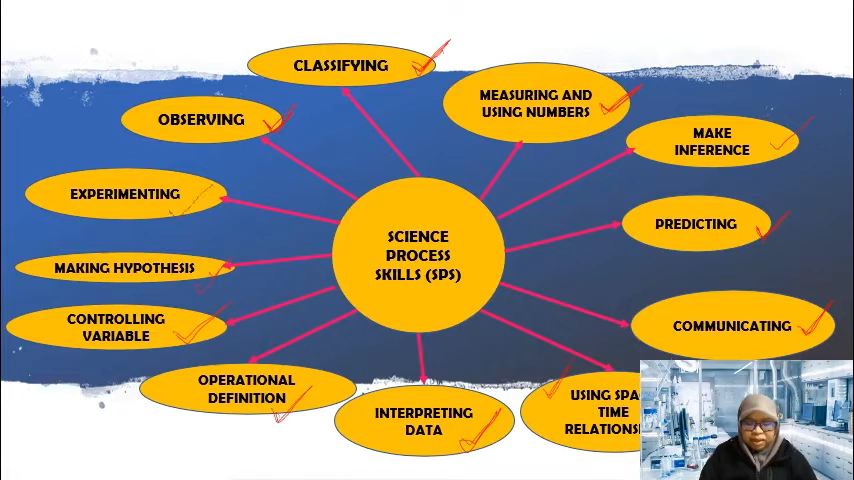 CLASSIFYING
MEASURING AND
USING NUMBERS
OBSERVING
MAKE
INFERENCE
EXPERIMENTING
PREDICTING
SCIENCE
PROCESS
SKILLS (SPS)
MAKING HYPOTHESIS
CONTROLLING
VARIABLE
COMMUNICATING
OPERATIONAL
DEFINITION
INTERPRETING
DATA
USING
TIME